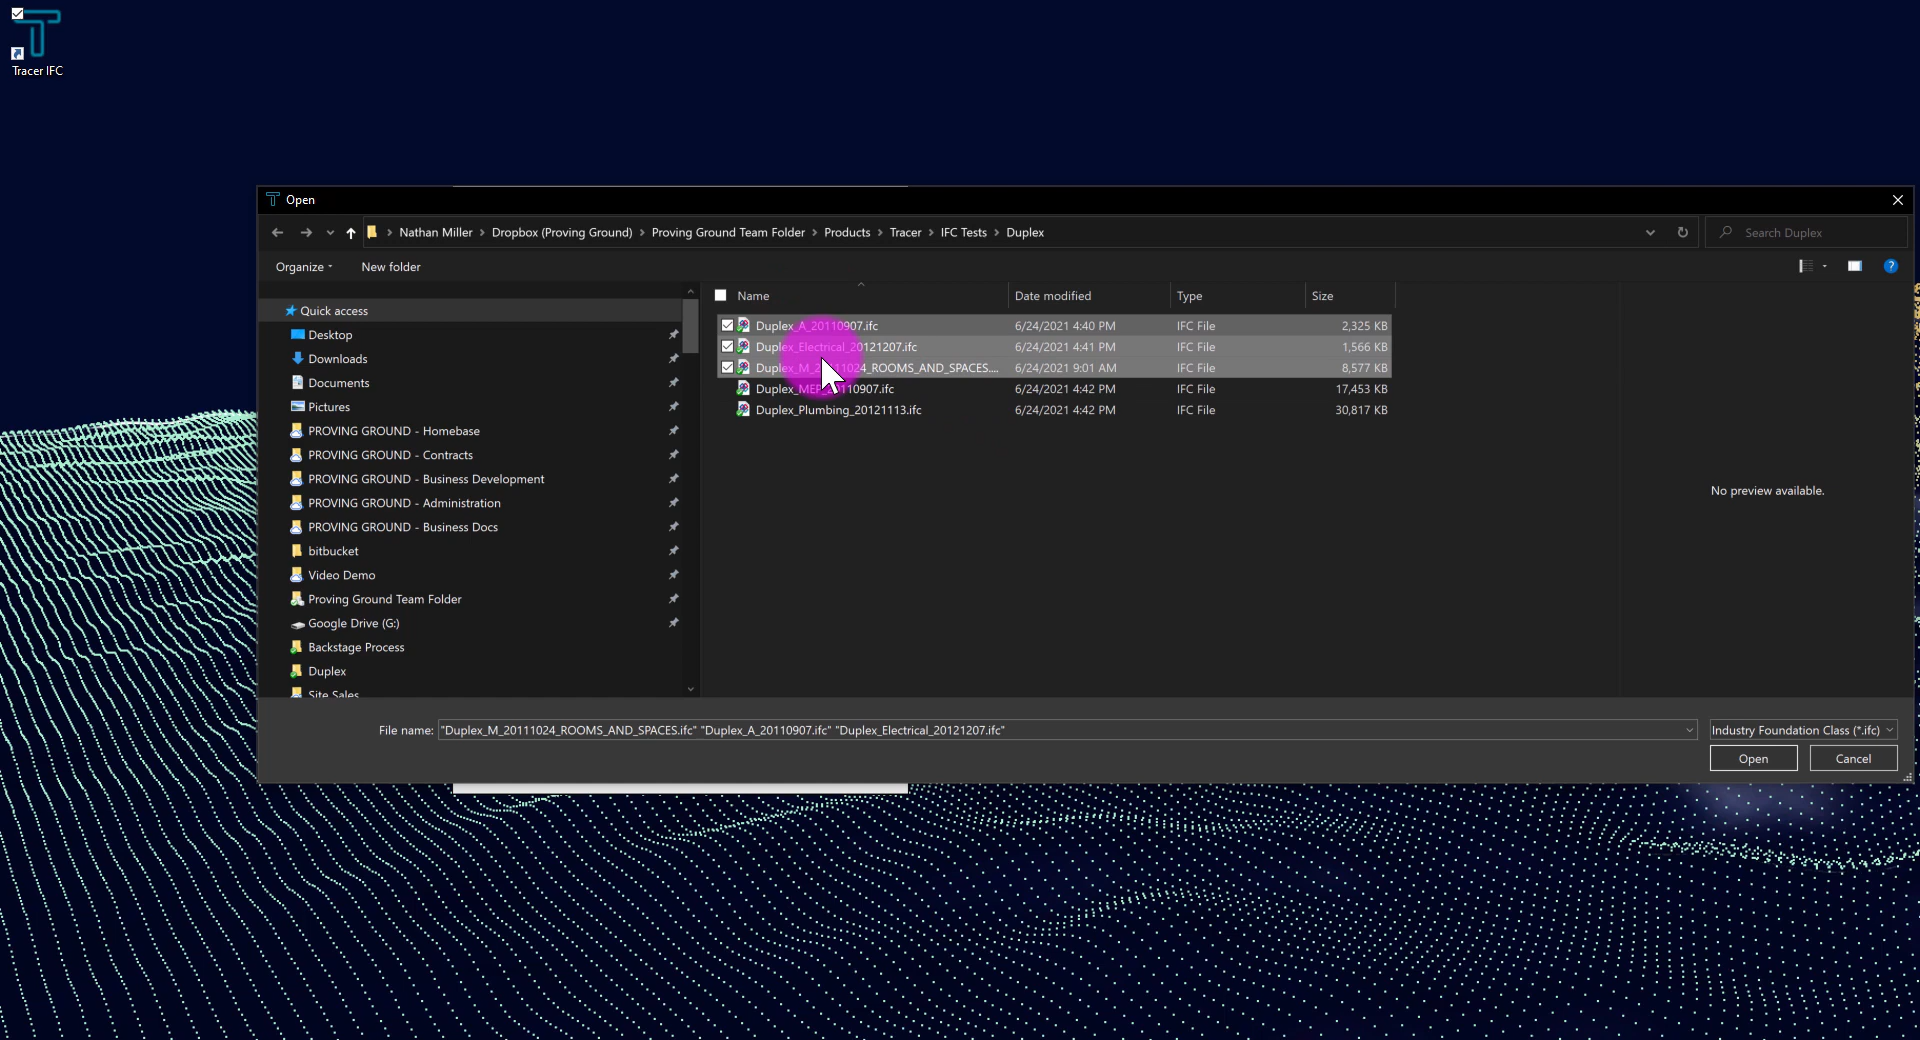 Tracer IFC
Open
Nathan Miller > Dropbox (Proving Ground) > Proving Ground Team Folder > Products > Tracer > IFC Tests > Duplex
Search Duplex
Organize
New folder
Name Date modified Type Size
Quick access
Desktop
Downloads
Documents
Pictures
PROVING GROUND - Homebase
PROVING GROUND - Contracts
PROVING GROUND - Business Development
PROVING GROUND - Administration
PROVING GROUND - Business Docs
bitbucket
Video Demo
Proving Ground Team Folder
Google Drive (G:)
Backstage Process
Duplex
Site Sales
Duplex_A_20110907.ifc 6/24/2021 4:40 PM IFC File 2,325 KB
Duplex_Electrical_20121207.ifc 6/24/2021 4:41 PM IFC File 1,566 KB
Duplex_M_20111024_ROOMS_AND_SPACES.... 6/24/2021 9:01 AM IFC File 8,577 KB
Duplex_MEP_20110907.ifc 6/24/2021 4:42 PM IFC File 17,453 KB
Duplex_Plumbing_20121113.ifc 6/24/2021 4:42 PM IFC File 30,817 KB
No preview available.
File name: "Duplex_M_20111024_ROOMS_AND_SPACES.ifc" "Duplex_A_20110907.ifc" "Duplex_Electrical_20121207.ifc"
Industry Foundation Class (*.ifc)
Open
Cancel